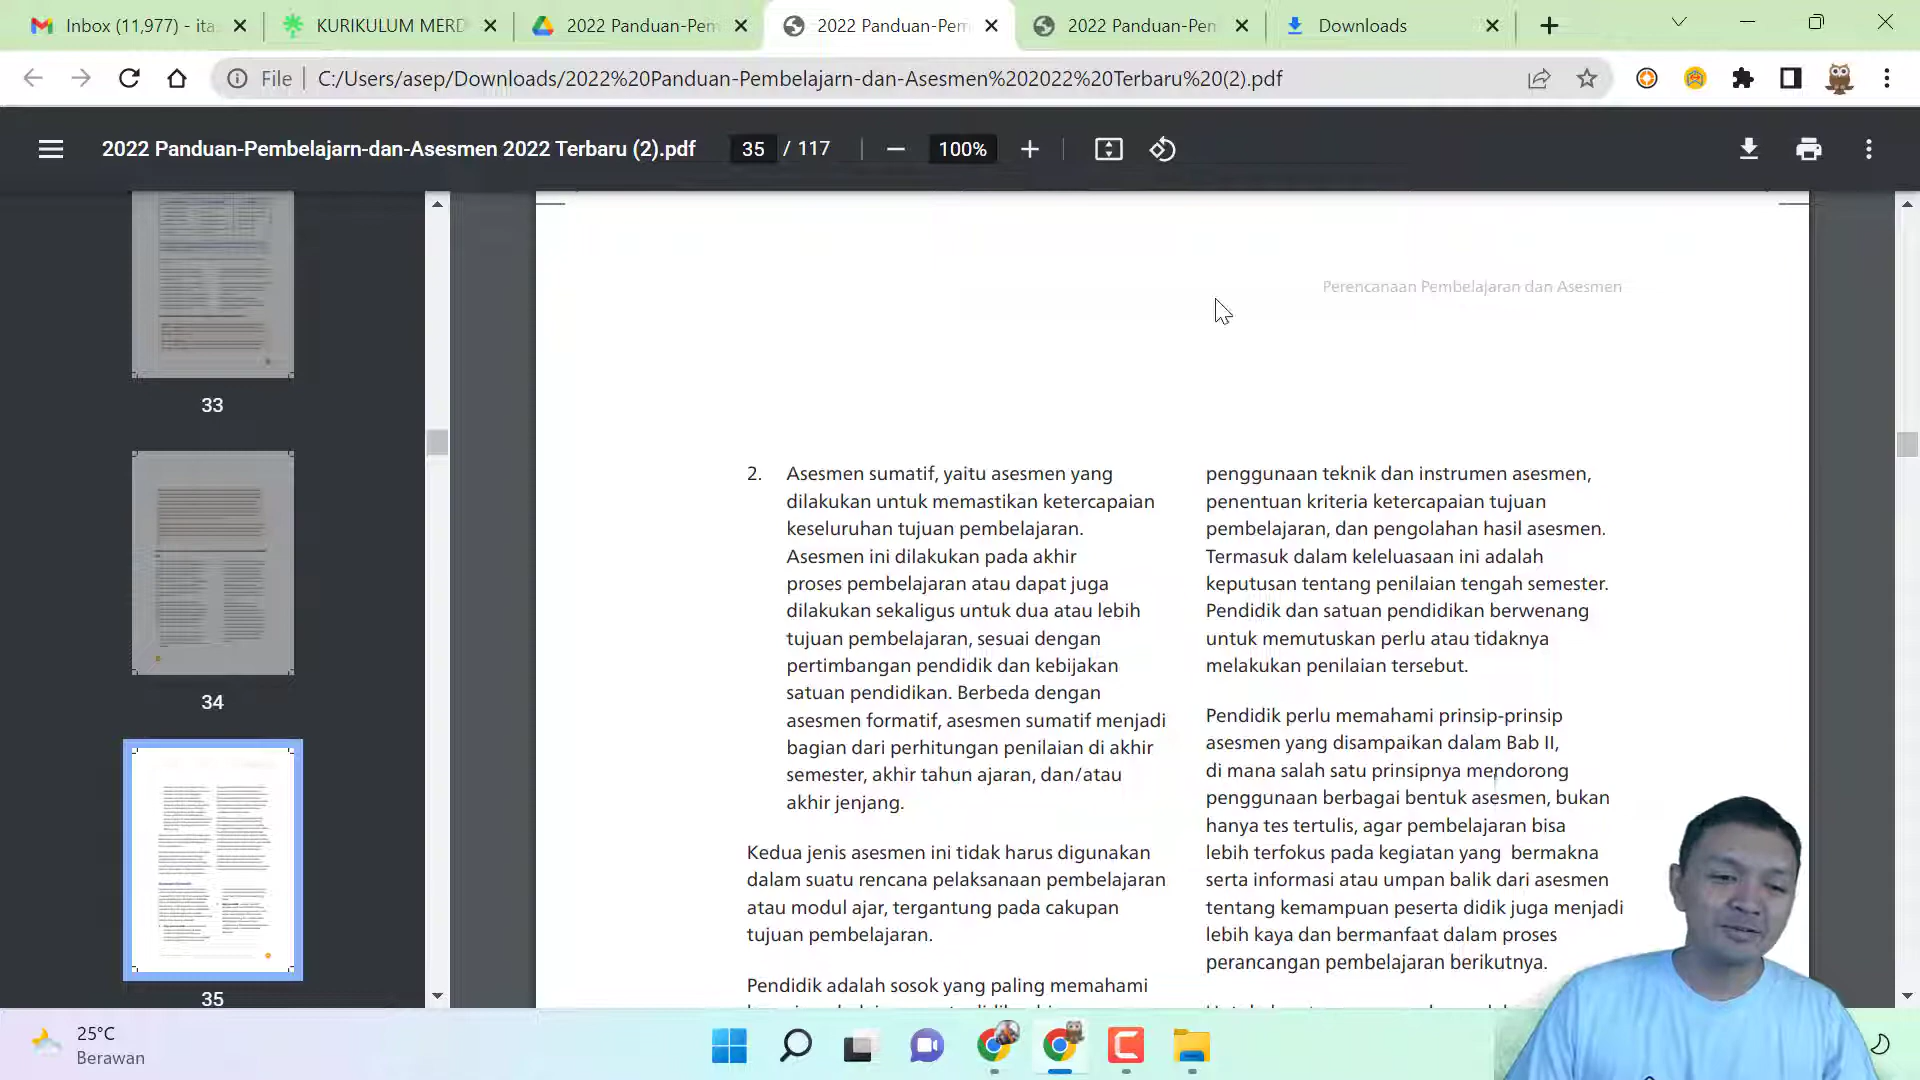 Inbox (11,977) - ita
KURIKULUM MERD
2022 Panduan-Pem
2022 Panduan-Pem
2022 Panduan-Pen
Downloads
File
C:/Users/asep/Downloads/2022%20Panduan-Pembelajarn-dan-Asesmen%202022%20Terbaru%20(2).pdf
2022 Panduan-Pembelajarn-dan-Asesmen 2022 Terbaru (2).pdf
35 / 117
100%
33
34
35
Perencanaan Pembelajaran dan Asesmen
2. Asesmen sumatif, yaitu asesmen yang
dilakukan untuk memastikan ketercapaian
keseluruhan tujuan pembelajaran.
Asesmen ini dilakukan pada akhir
proses pembelajaran atau dapat juga
dilakukan sekaligus untuk dua atau lebih
tujuan pembelajaran, sesuai dengan
pertimbangan pendidik dan kebijakan
satuan pendidikan. Berbeda dengan
asesmen formatif, asesmen sumatif menjadi
bagian dari perhitungan penilaian di akhir
semester, akhir tahun ajaran, dan/atau
akhir jenjang.
Kedua jenis asesmen ini tidak harus digunakan
dalam suatu rencana pelaksanaan pembelajaran
atau modul ajar, tergantung pada cakupan
tujuan pembelajaran.
Pendidik adalah sosok yang paling memahami
penggunaan teknik dan instrumen asesmen,
penentuan kriteria ketercapaian tujuan
pembelajaran, dan pengolahan hasil asesmen.
Termasuk dalam keleluasaan ini adalah
keputusan tentang penilaian tengah semester.
Pendidik dan satuan pendidikan berwenang
untuk memutuskan perlu atau tidaknya
melakukan penilaian tersebut.
Pendidik perlu memahami prinsip-prinsip
asesmen yang disampaikan dalam Bab II,
di mana salah satu prinsipnya mendorong
penggunaan berbagai bentuk asesmen, bukan
hanya tes tertulis, agar pembelajaran bisa
lebih terfokus pada kegiatan yang bermakna
serta informasi atau umpan balik dari asesmen
tentang kemampuan peserta didik juga menjadi
lebih kaya dan bermanfaat dalam proses
perancangan pembelajaran berikutnya.
25°C
Berawan